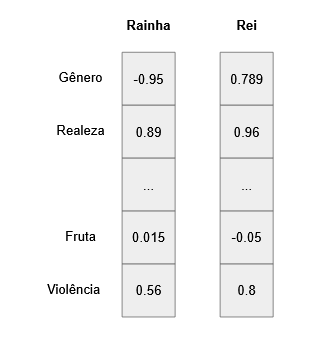 Rainha Rei
Gênero -0.95 0.789
Realeza 0.89 0.96
... ...
Fruta 0.015 -0.05
Violência 0.56 0.8